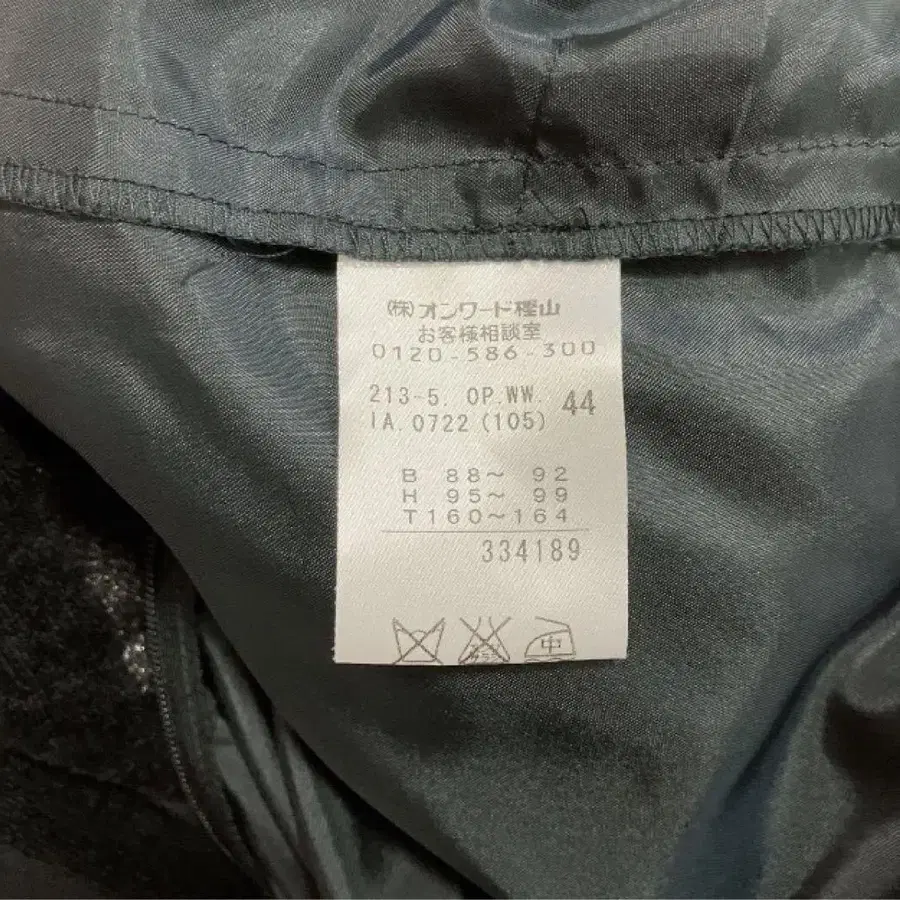 (株)オンワード樫山
お客様相談室
0120-586-300
213-5. OP.WW. 44
IA.0722(105)
B 88～ 92
H 95～ 99
T160～164
334189
中